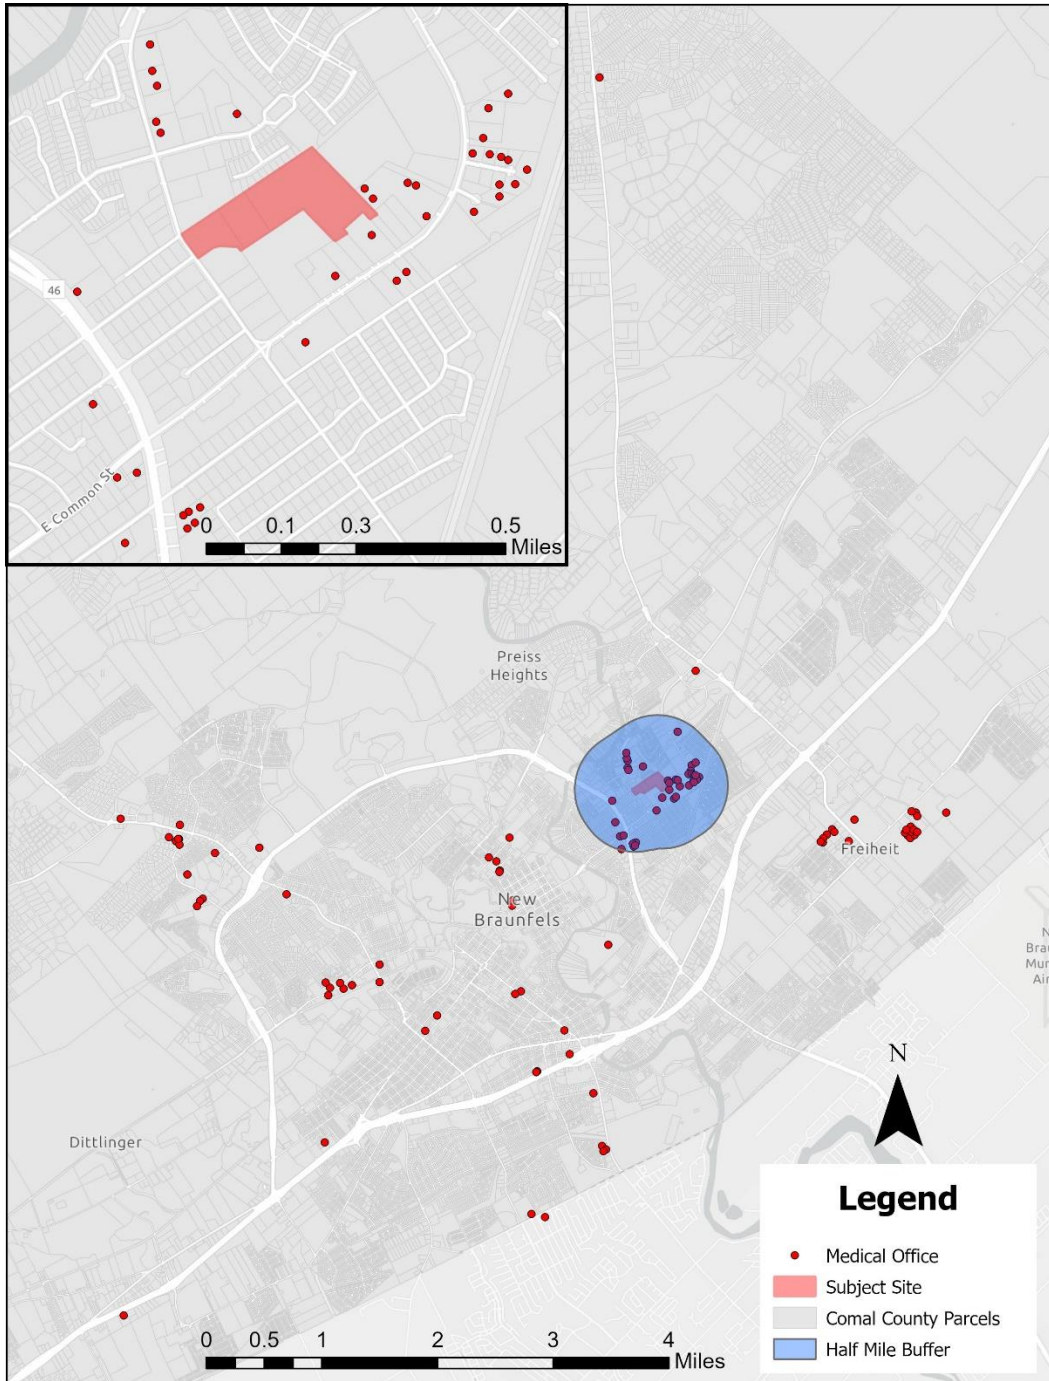 46
E Common St
0
0.1
0.3
0.5
Miles
Preiss
Heights
New
Braunfels
Freiheit
Dittlinger
N
Legend
Medical Office
Subject Site
Comal County Parcels
Half Mile Buffer
0
0.5
1
2
3
4
Miles